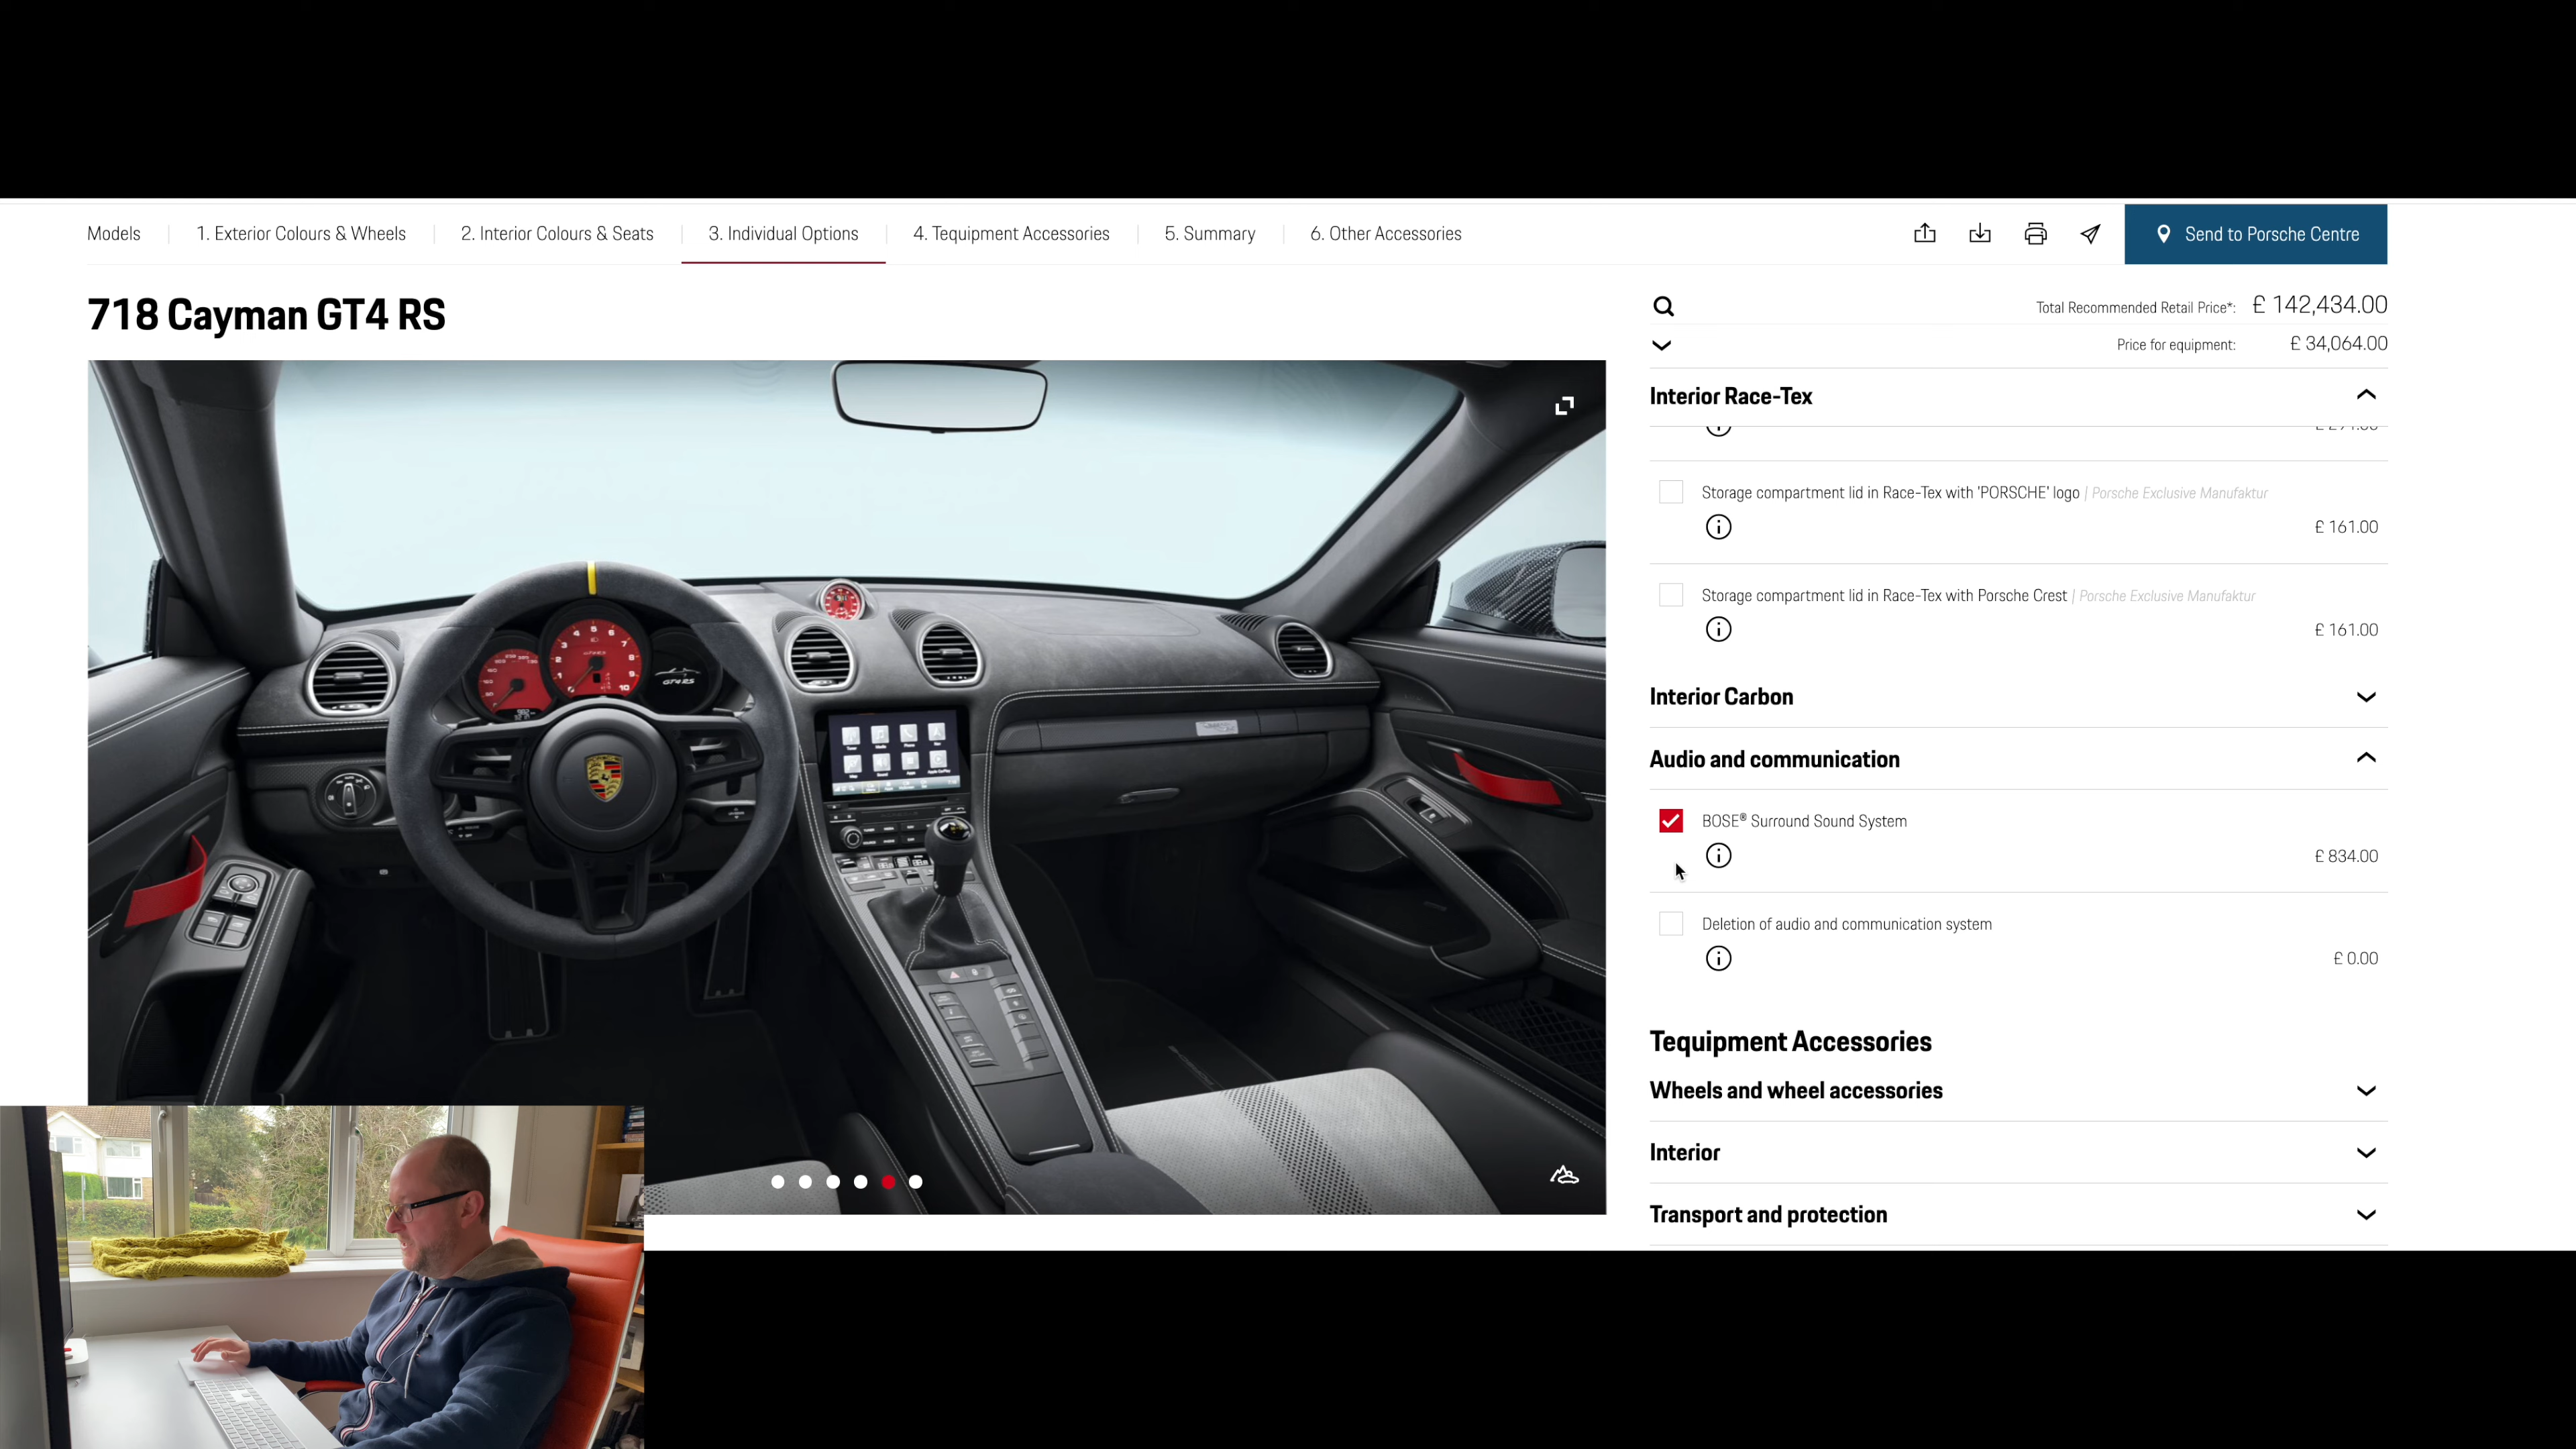 Models
1. Exterior Colours & Wheels
2. Interior Colours & Seats
3. Individual Options
4. Tequipment Accessories
5. Summary
6. Other Accessories
Send to Porsche Centre
718 Cayman GT4 RS
Total Recommended Retail Price*: £ 142,434.00
Price for equipment: £ 34,064.00
Interior Race-Tex
Storage compartment lid in Race-Tex with 'PORSCHE' logo | Porsche Exclusive Manufaktur
£ 161.00
Storage compartment lid in Race-Tex with Porsche Crest | Porsche Exclusive Manufaktur
£ 161.00
Interior Carbon
Audio and communication
BOSE® Surround Sound System
£ 834.00
Deletion of audio and communication system
£ 0.00
Tequipment Accessories
Wheels and wheel accessories
Interior
Transport and protection
GT4 RS